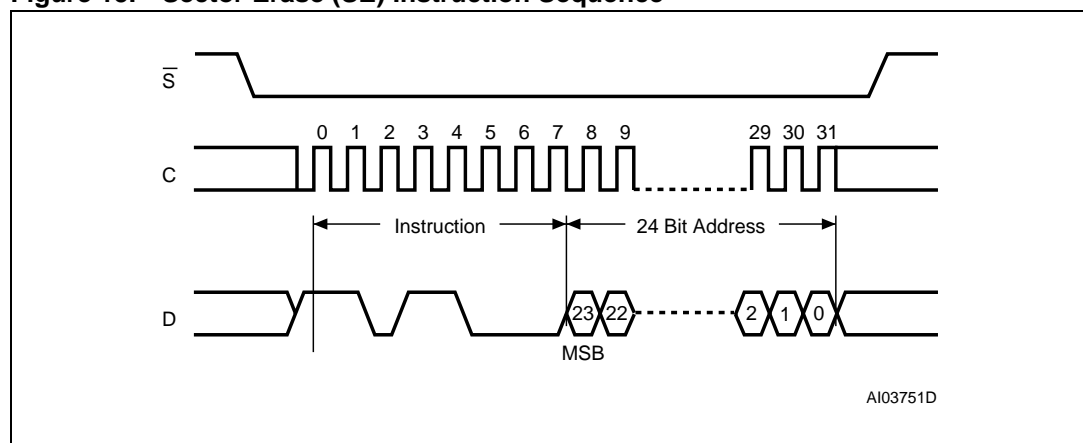 Figure Sector Erase (SE) Instruction Sequence
S̅
0 1 2 3 4 5 6 7 8 9 29 30 31
C
Instruction 24 Bit Address
D 23 22 2 1 0
MSB
AI03751D